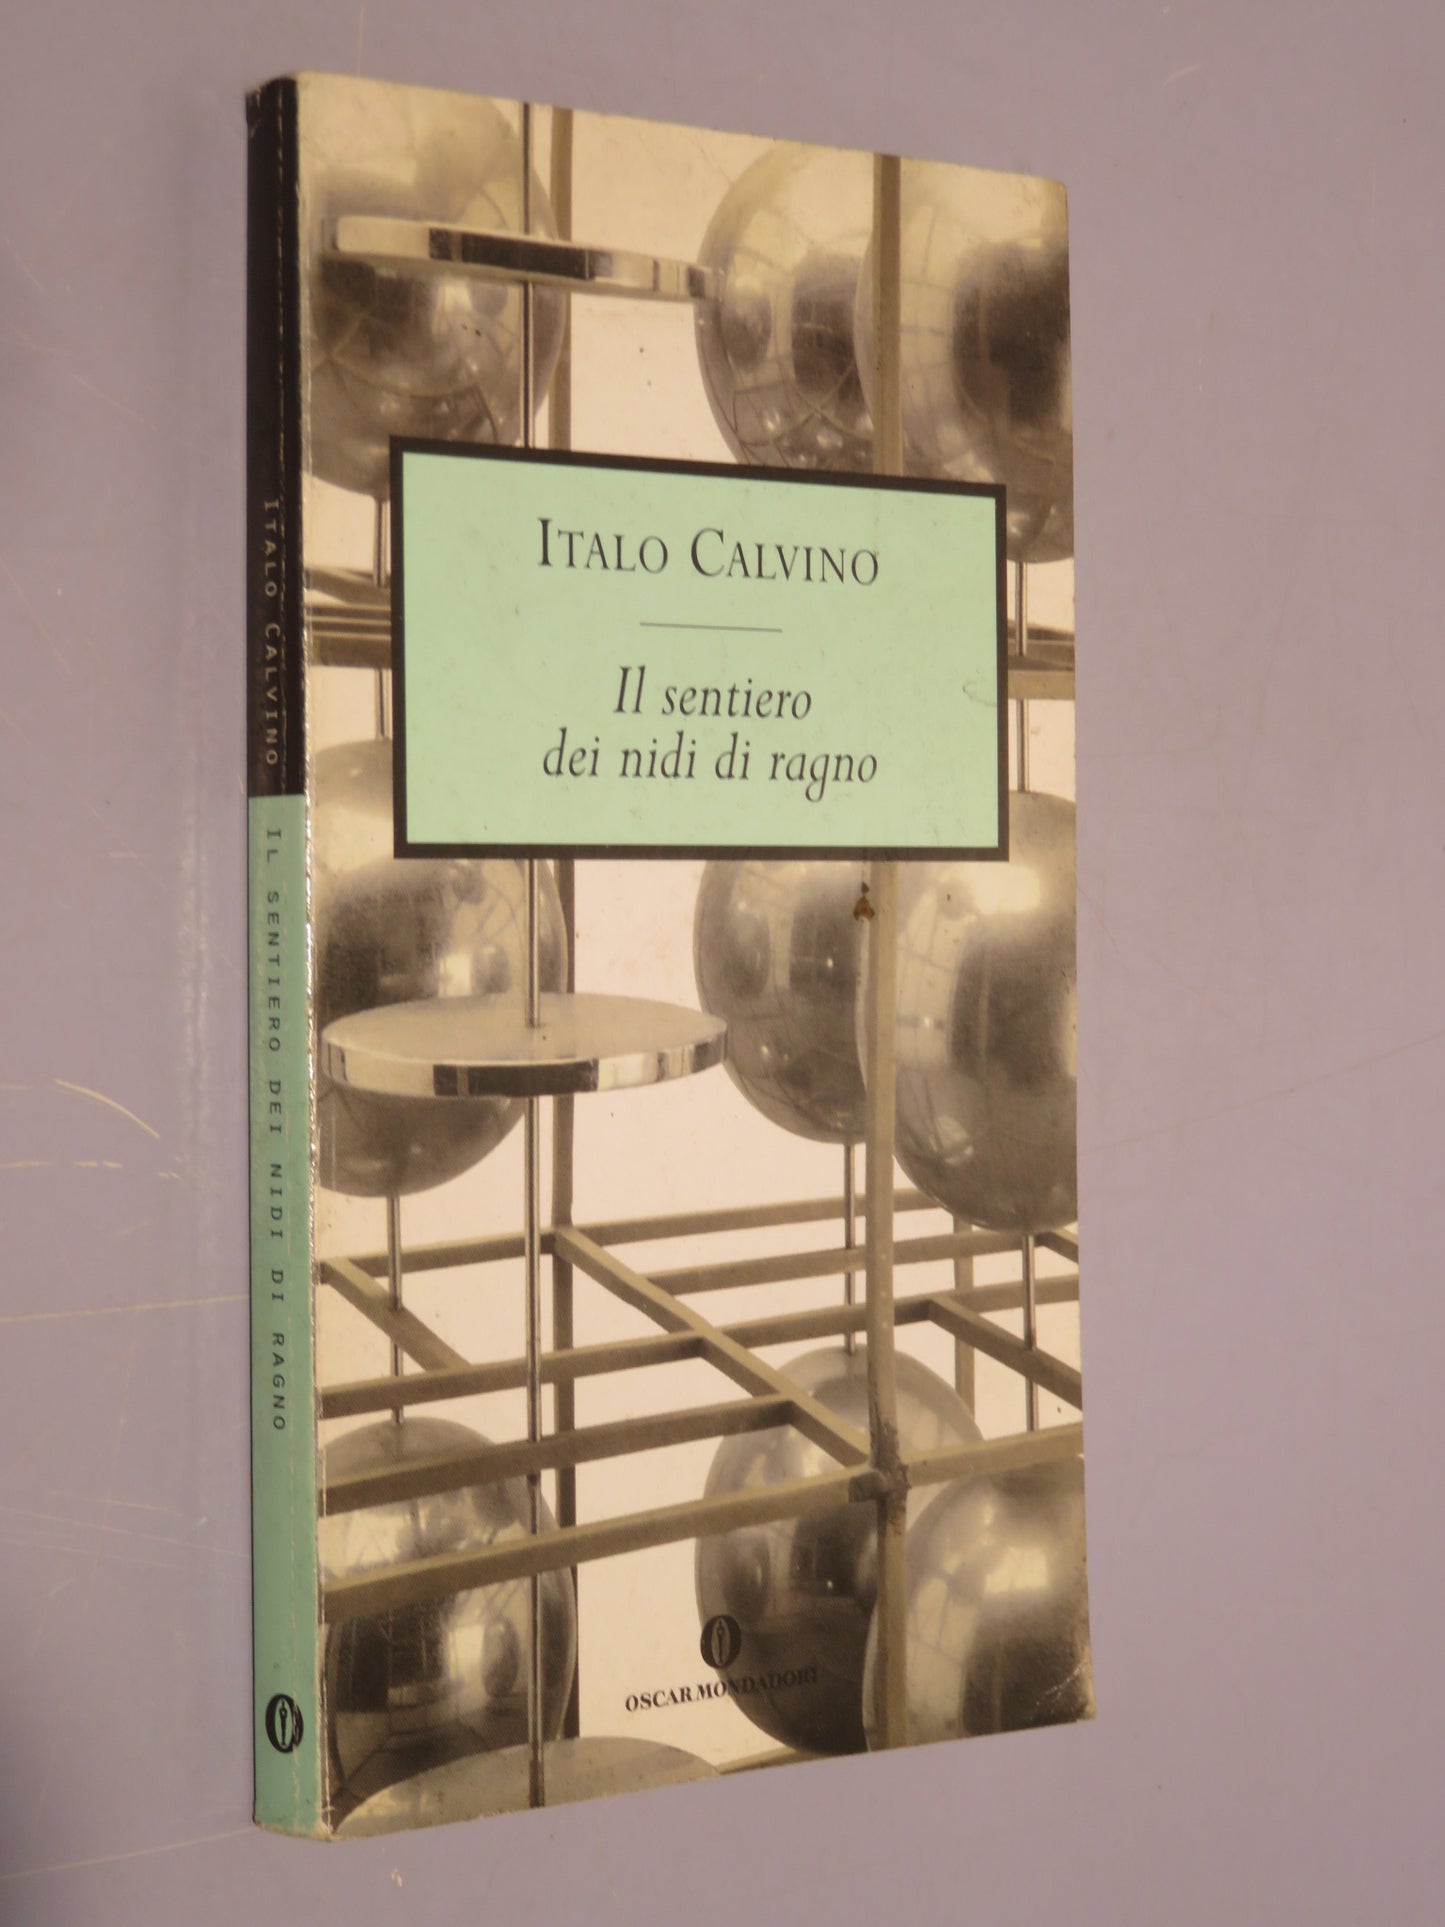 ITALO CALVINO
Il sentiero
dei nidi di ragno
OSCAR MONDADORI
ITALO CALVINO
IL SENTIERO DEI NIDI DI RAGNO